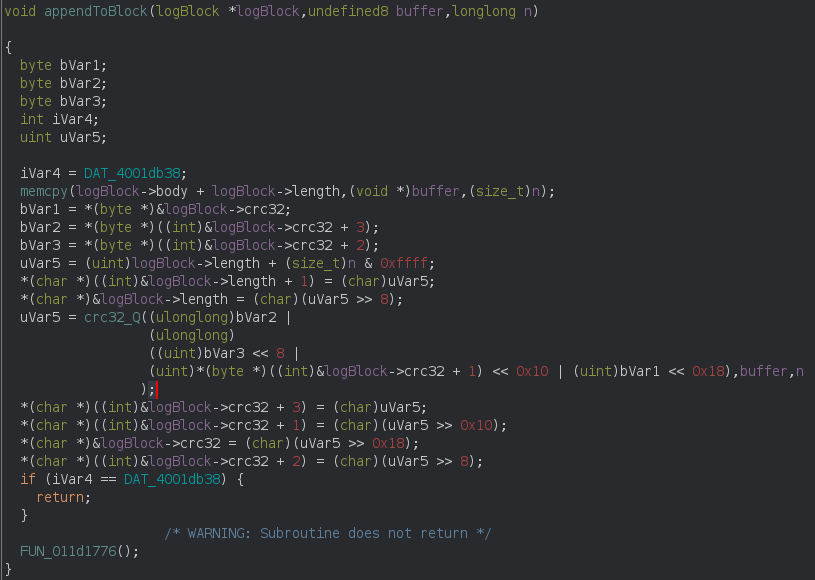 void appendToBlock(logBlock *logBlock,undefined8 buffer,longlong n)
{
byte bVar1;
byte bVar2;
byte bVar3;
int iVar4;
uint uVar5;
iVar4 = DAT_4001db38;
memcpy(logBlock->body + logBlock->length,(void *)buffer,(size_t)n);
bVar1 = *(byte *)&logBlock->crc32;
bVar2 = *(byte *)((int)&logBlock->crc32 + 3);
bVar3 = *(byte *)((int)&logBlock->crc32 + 2);
uVar5 = (uint)logBlock->length + (size_t)n & 0xffff;
*(char *)((int)&logBlock->length + 1) = (char)uVar5;
*(char *)&logBlock->length = (char)(uVar5 >> 8);
uVar5 = crc32_Q((ulonglong)bVar2 |
(ulonglong)
((uint)bVar3 << 8 |
(uint)*(byte *)((int)&logBlock->crc32 + 1) << 0x10 | (uint)bVar1 << 0x18),buffer,n
);
*(char *)((int)&logBlock->crc32 + 3) = (char)uVar5;
*(char *)((int)&logBlock->crc32 + 1) = (char)(uVar5 >> 0x10);
*(char *)&logBlock->crc32 = (char)(uVar5 >> 0x18);
*(char *)((int)&logBlock->crc32 + 2) = (char)(uVar5 >> 8);
if (iVar4 == DAT_4001db38) {
return;
}
/* WARNING: Subroutine does not return */
FUN_011d1776();
}